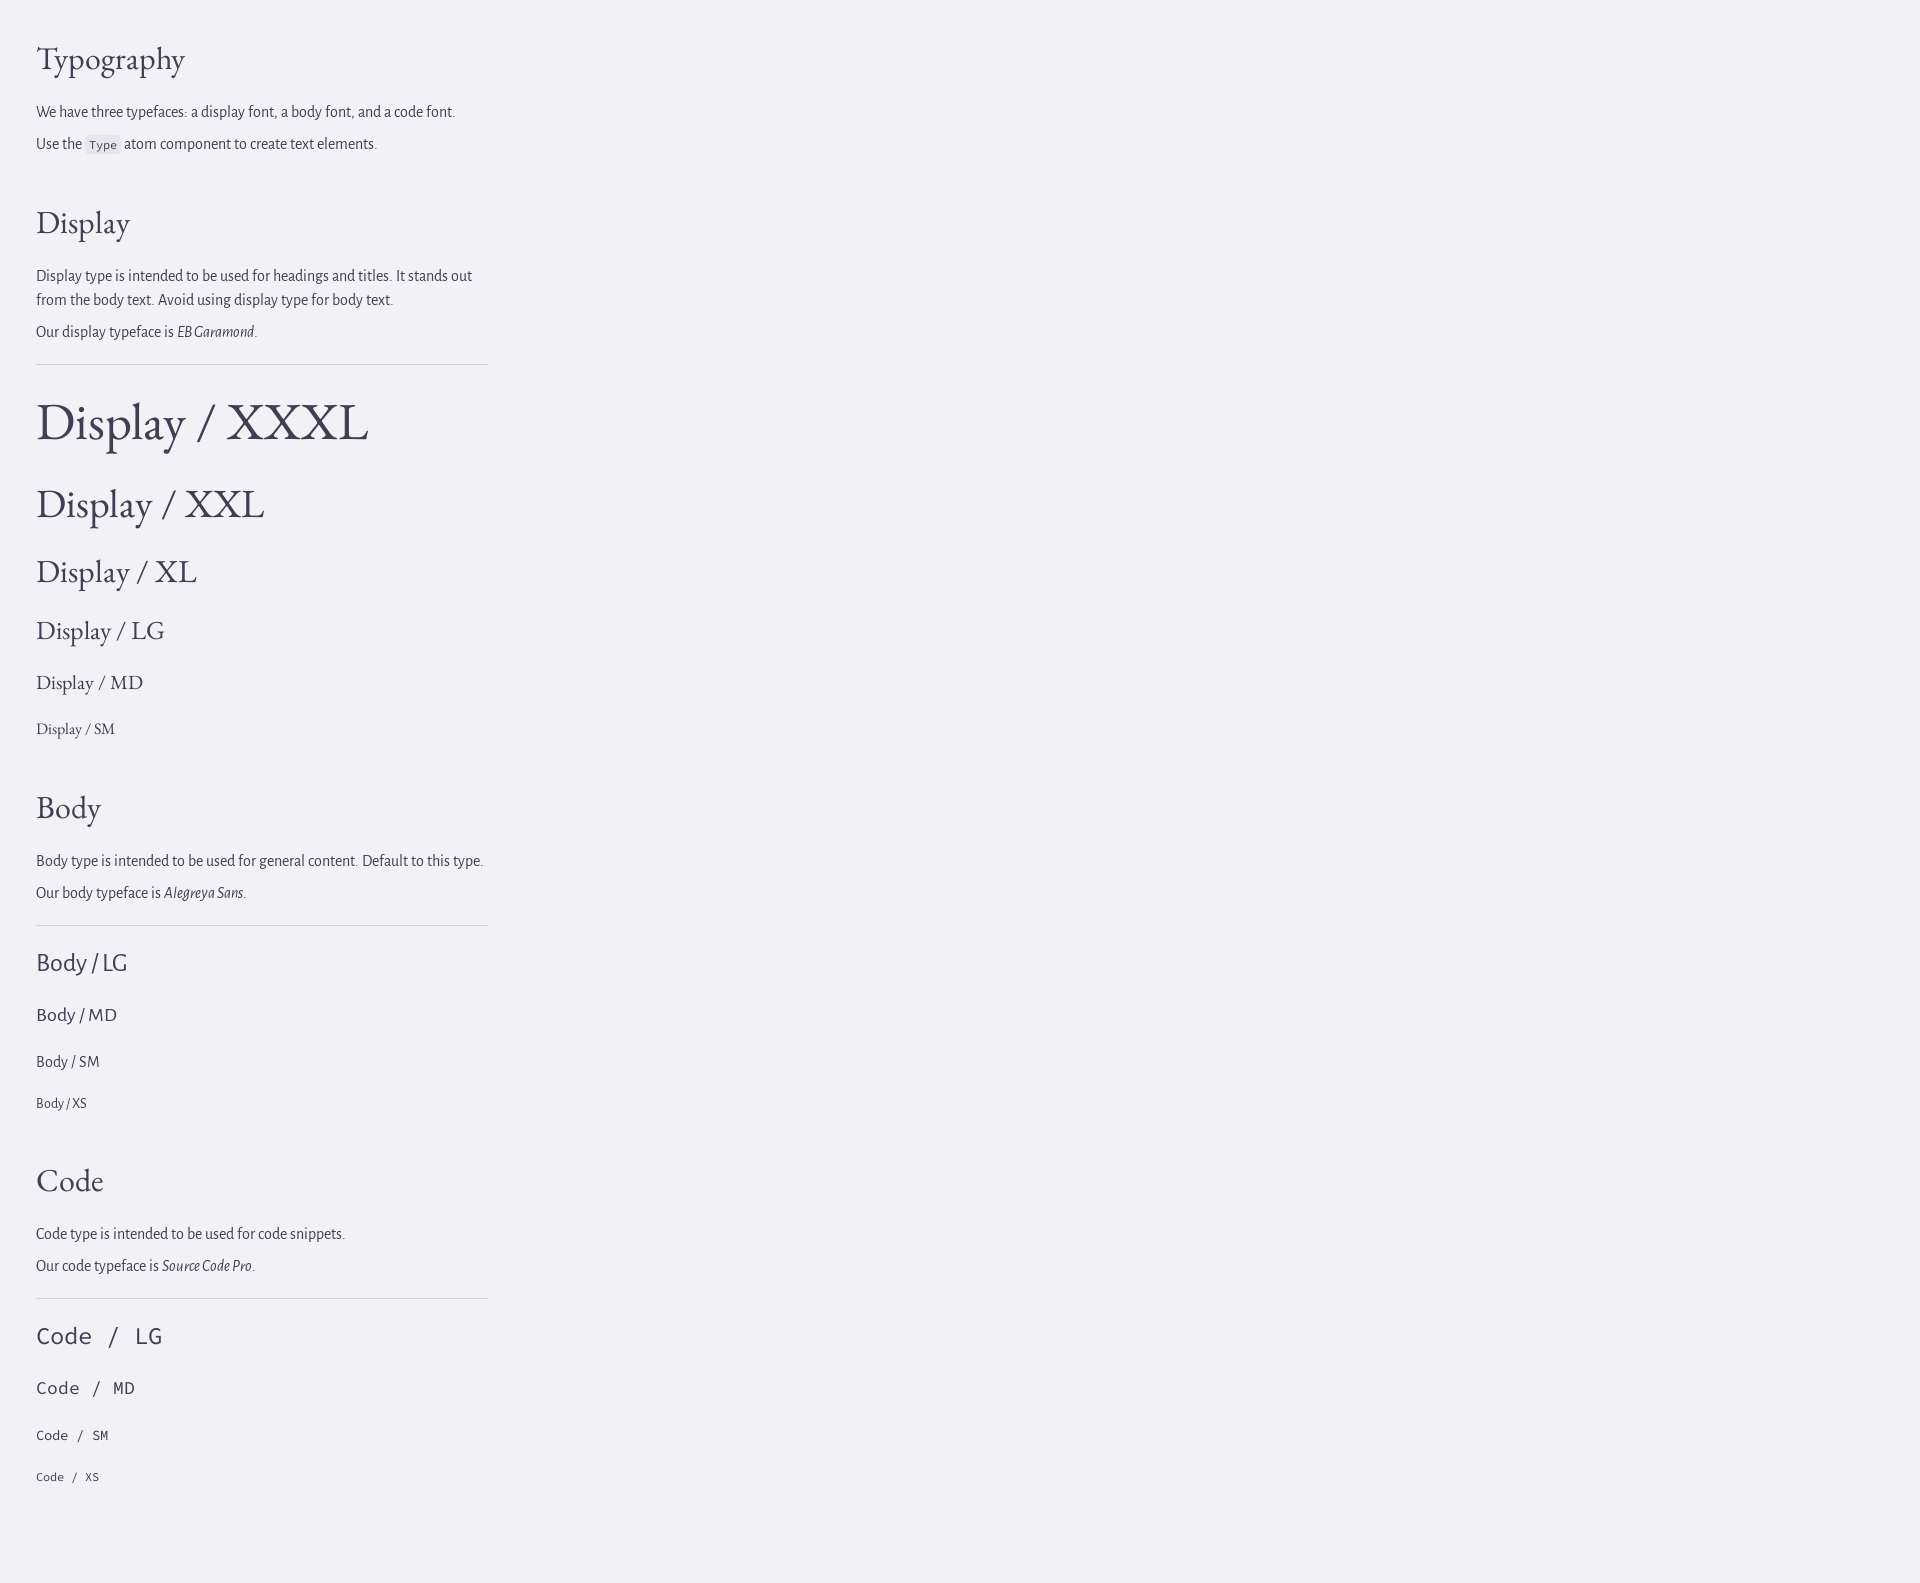 Typography
We have three typefaces: a display font, a body font, and a code font.
Use the Type atom component to create text elements.
Display
Display type is intended to be used for headings and titles. It stands out
from the body text. Avoid using display type for body text.
Our display typeface is EB Garamond.
Display / XXXL
Display / XXL
Display / XL
Display / LG
Display / MD
Display / SM
Body
Body type is intended to be used for general content. Default to this type.
Our body typeface is Alegreya Sans.
Body / LG
Body / MD
Body / SM
Body / XS
Code
Code type is intended to be used for code snippets.
Our code typeface is Source Code Pro.
Code / LG
Code / MD
Code / SM
Code / XS